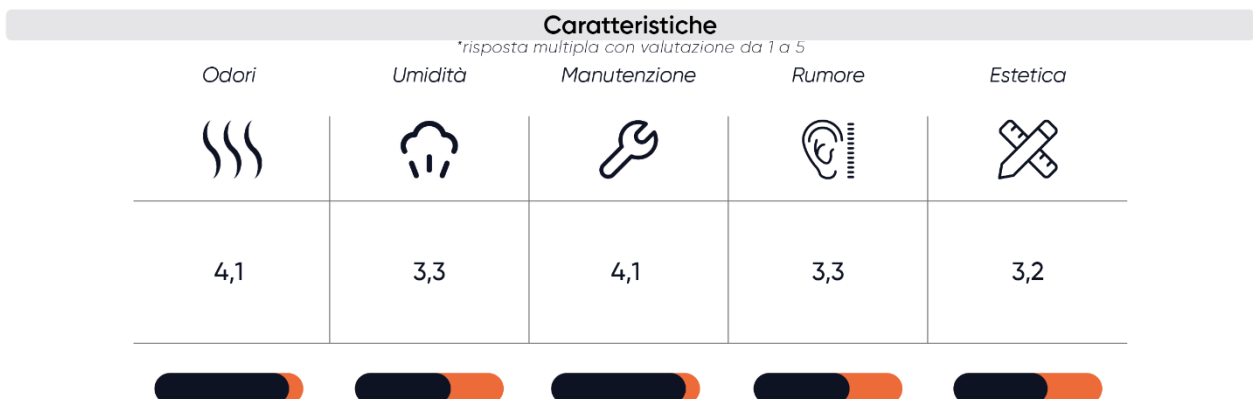 Caratteristiche
*risposta multipla con valutazione da 1 a 5
Odori Umidità Manutenzione Rumore Estetica
4,1 3,3 4,1 3,3 3,2